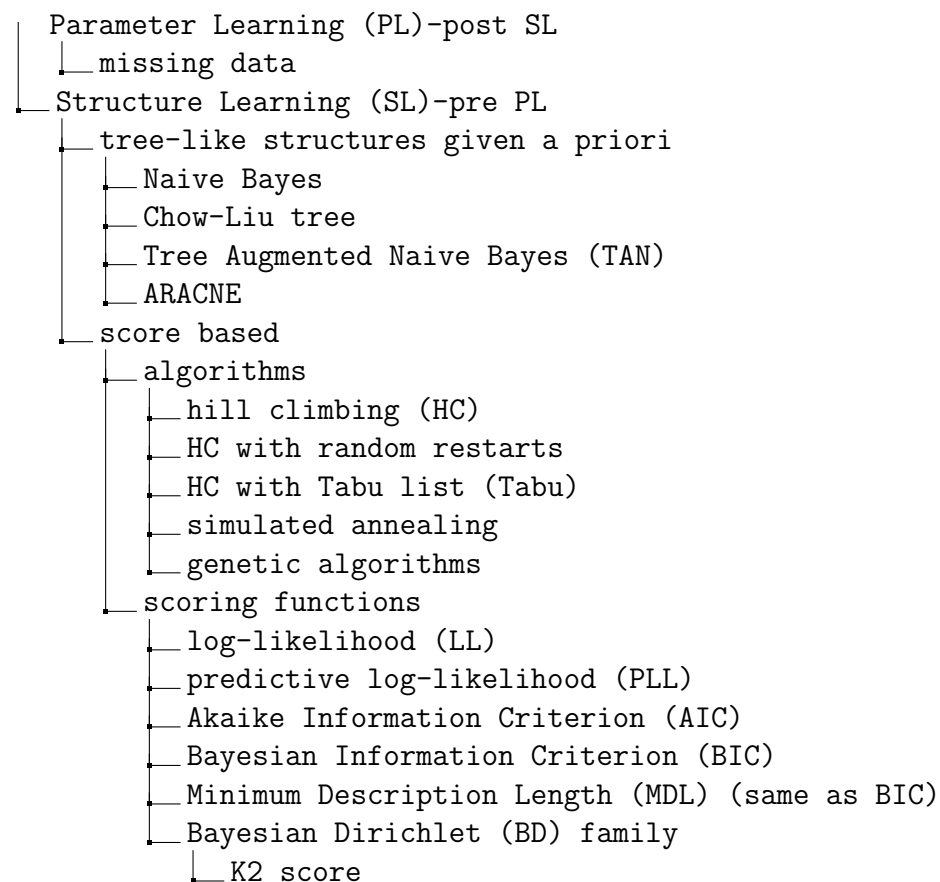 Parameter Learning (PL)-post SL
missing data
Structure Learning (SL)-pre PL
tree-like structures given a priori
Naive Bayes
Chow-Liu tree
Tree Augmented Naive Bayes (TAN)
ARACNE
score based
algorithms
hill climbing (HC)
HC with random restarts
HC with Tabu list (Tabu)
simulated annealing
genetic algorithms
scoring functions
log-likelihood (LL)
predictive log-likelihood (PLL)
Akaike Information Criterion (AIC)
Bayesian Information Criterion (BIC)
Minimum Description Length (MDL) (same as BIC)
Bayesian Dirichlet (BD) family
K2 score